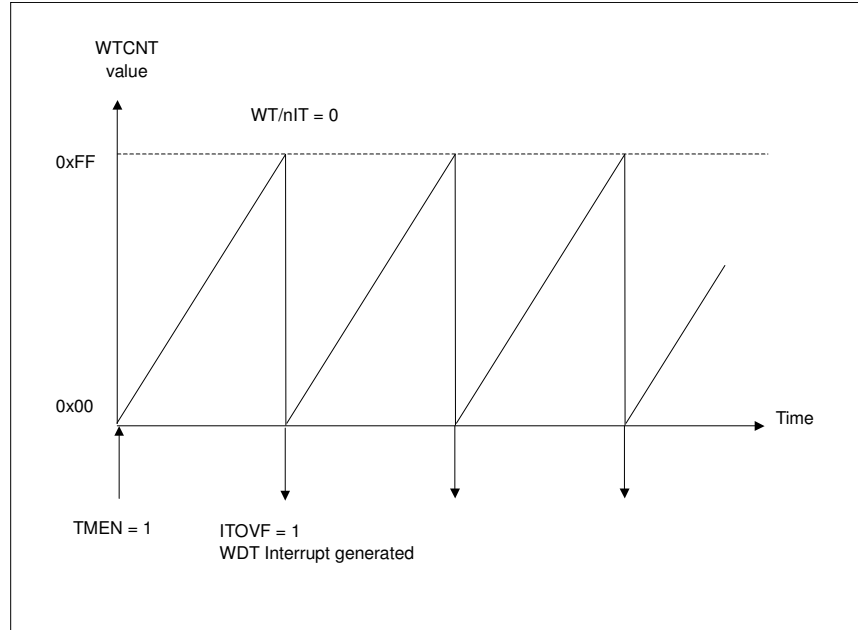 WTCNT
value
WT/nIT = 0
0xFF
0x00
Time
TMEN = 1
ITOVF = 1
WDT Interrupt generated